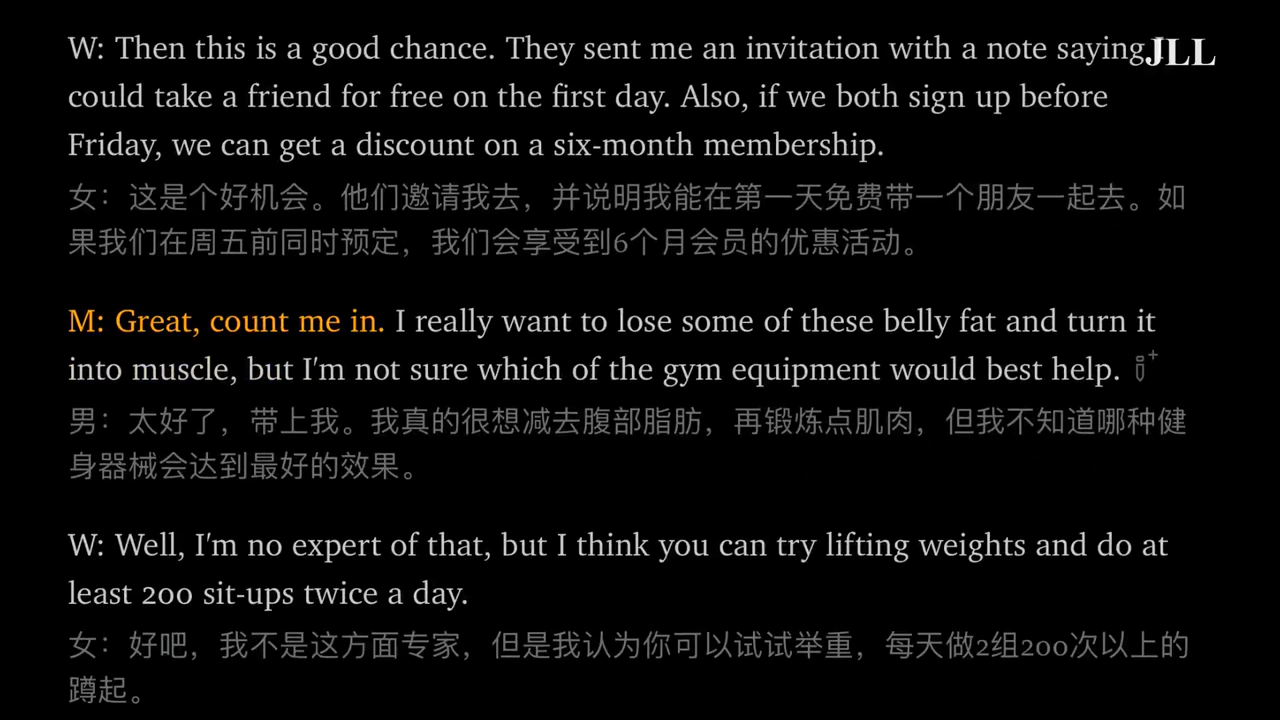 W: Then this is a good chance. They sent me an invitation with a note saying
JLL
could take a friend for free on the first day. Also, if we both sign up before
Friday, we can get a discount on a six-month membership.
女：这是个好机会。他们邀请我去，并说明我能在第一天免费带一个朋友一起去。如
果我们在周五前同时预定，我们会享受到6个月会员的优惠活动。
M: Great, count me in. I really want to lose some of these belly fat and turn it
into muscle, but I'm not sure which of the gym equipment would best help.
男：太好了，带上我。我真的很想减去腹部脂肪，再锻炼点肌肉，但我不知道哪种健
身器械会达到最好的效果。
W: Well, I'm no expert of that, but I think you can try lifting weights and do at
least 200 sit-ups twice a day.
女：好吧，我不是这方面专家，但是我认为你可以试试举重，每天做2组200次以上的
蹲起。